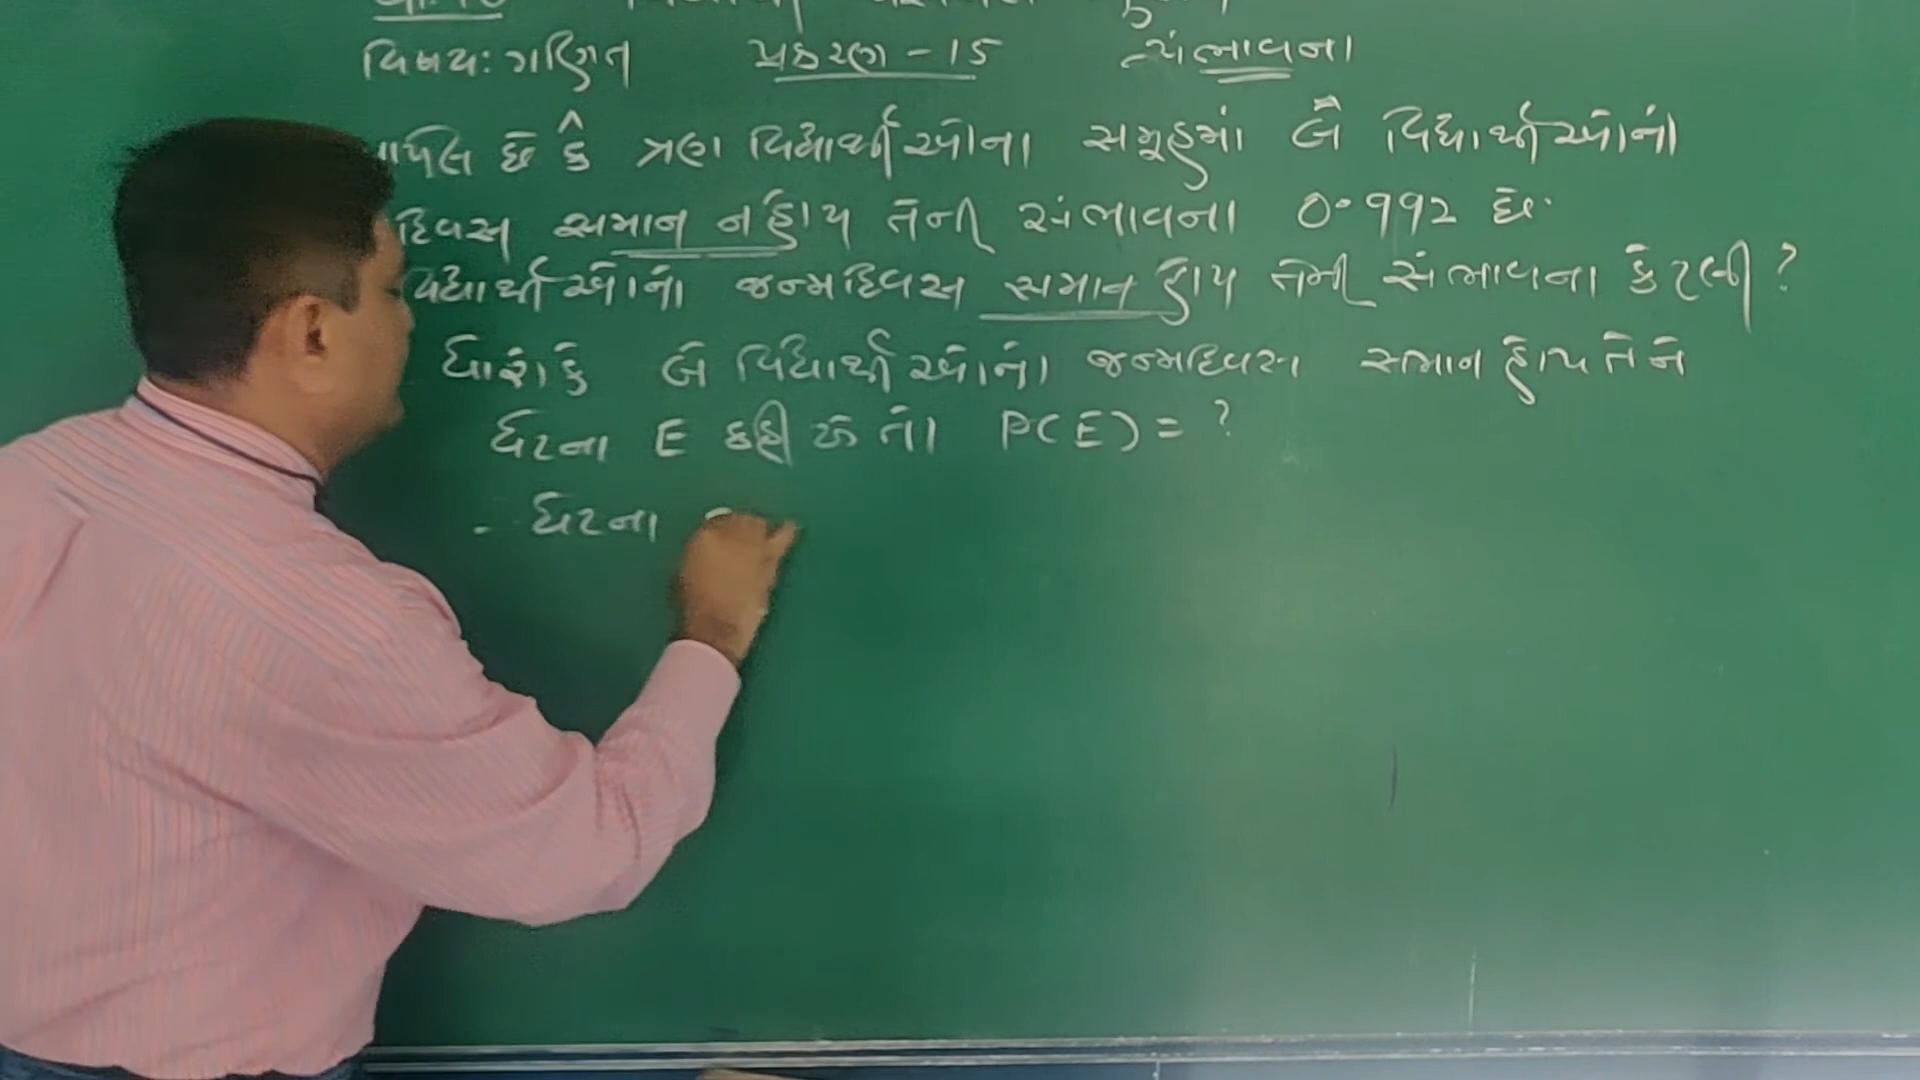 વિષય: ગણિત પ્રકરણ - 15 સંભાવના
છે કે ત્રણ વિદ્યાર્થીઓના સમૂહમાં બે વિદ્યાર્થીઓનાં
દિવસ સમાન ન હોય તેની સંભાવના 0.992 છે.
વિદ્યાર્થીઓનાં જન્મદિવસ સમાન હોય તેની સંભાવના કેટલી ?
ધારો કે બે વિદ્યાર્થીઓનાં જન્મદિવસ સમાન હોય તેને
ઘટના E કહીએ તો P(E) = ?
ઘટના